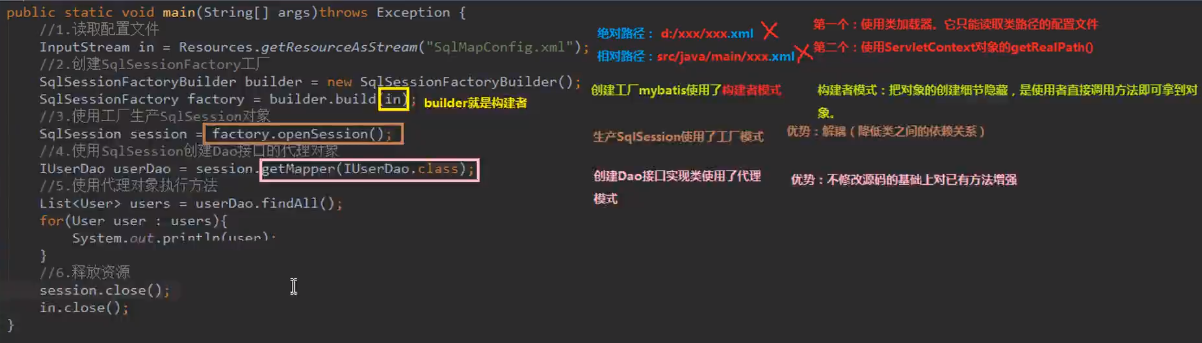 public static void main(String[] args)throws Exception {
//1.读取配置文件
InputStream in = Resources.getResourceAsStream("SqlMapConfig.xml");
//2.创建SqlSessionFactory工厂
SqlSessionFactoryBuilder builder = new SqlSessionFactoryBuilder();
SqlSessionFactory factory = builder.build(in);
//3.使用工厂生产SqlSession对象
SqlSession session = factory.openSession();
//4.使用SqlSession创建Dao接口的代理对象
IUserDao userDao = session.getMapper(IUserDao.class);
//5.使用代理对象执行方法
List<User> users = userDao.findAll();
for(User user : users){
System.out.println(user);
}
//6.释放资源
session.close();
in.close();
}
builder就是构建者
绝对路径： d:/xxx/xxx.xml
相对路径：src/java/main/xxx.xml
第一个：使用类加载器。它只能读取类路径的配置文件
第二个：使用ServletContext对象的getRealPath()
创建工厂mybatis使用了构建者模式
构建者模式：把对象的创建细节隐藏，是使用者直接调用方法即可拿到对
象。
生产SqlSession使用了工厂模式
优势：解耦（降低类之间的依赖关系）
创建Dao接口实现类使用了代理
模式
优势：不修改源码的基础上对已有方法增强